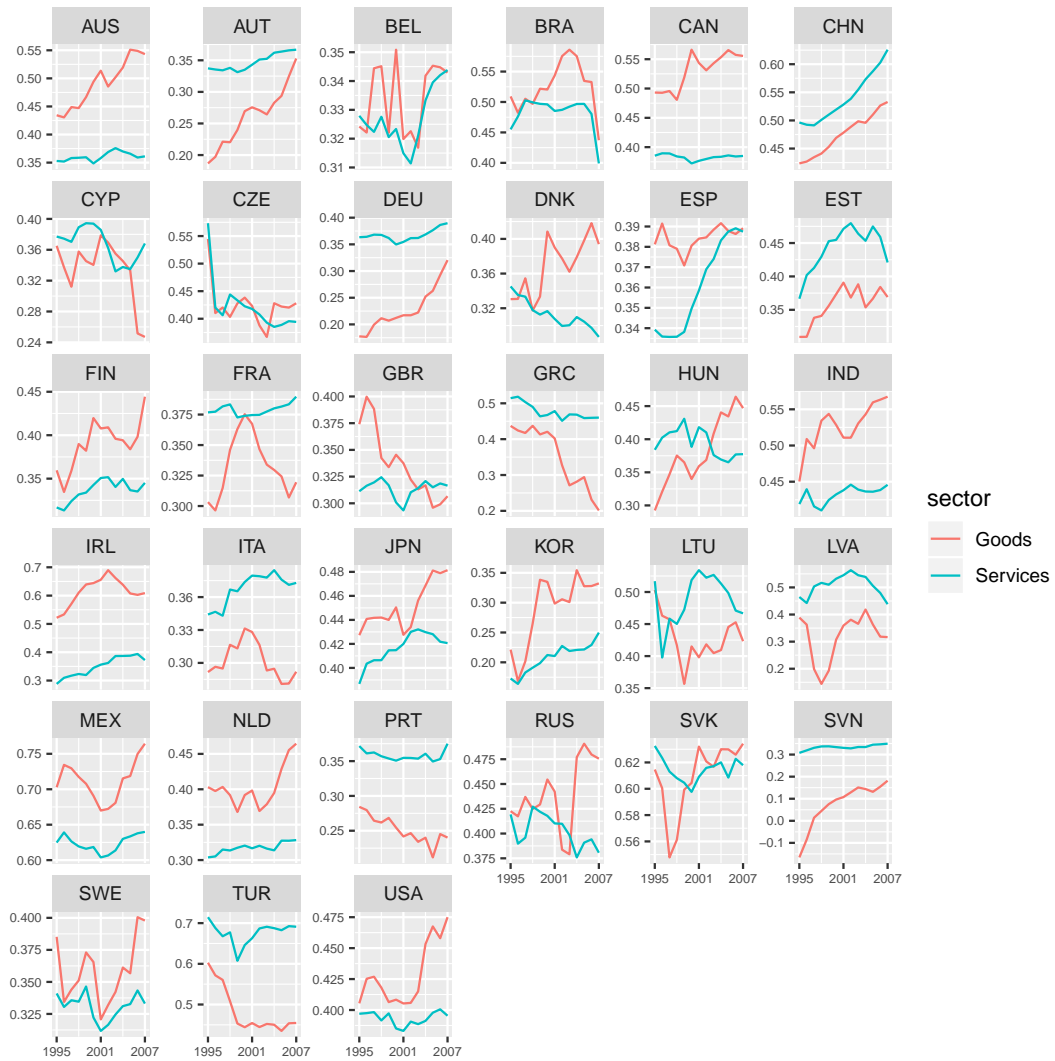 AUS AUT BEL BRA CAN CHN
0.55 0.50 0.45 0.40 0.35
0.35 0.30 0.25 0.20
0.35 0.34 0.33 0.32 0.31
0.55 0.50 0.45 0.40
0.55 0.50 0.45 0.40
0.60 0.55 0.50 0.45
CYP CZE DEU DNK ESP EST
0.40 0.36 0.32 0.28 0.24
0.55 0.50 0.45 0.40
0.40 0.35 0.30 0.25 0.20
0.40 0.36 0.32
0.39 0.38 0.37 0.36 0.35 0.34
0.45 0.40 0.35
FIN FRA GBR GRC HUN IND
0.45 0.40 0.35
0.375 0.350 0.325 0.300
0.400 0.375 0.350 0.325 0.300
0.5 0.4 0.3 0.2
0.45 0.40 0.35 0.30
0.55 0.50 0.45
sector
Goods
Services
IRL ITA JPN KOR LTU LVA
0.7 0.6 0.5 0.4 0.3
0.36 0.33 0.30
0.48 0.46 0.44 0.42 0.40
0.35 0.30 0.25 0.20
0.50 0.45 0.40 0.35
0.5 0.4 0.3 0.2
MEX NLD PRT RUS SVK SVN
0.75 0.70 0.65 0.60
0.45 0.40 0.35 0.30
0.35 0.30 0.25
0.475 0.450 0.425 0.400 0.375
0.62 0.60 0.58 0.56
0.3 0.2 0.1 0.0 −0.1
1995 2001 2007 1995 2001 2007 1995 2001 2007
SWE TUR USA
0.400 0.375 0.350 0.325
0.7 0.6 0.5
0.475 0.450 0.425 0.400
1995 2001 2007 1995 2001 2007 1995 2001 2007